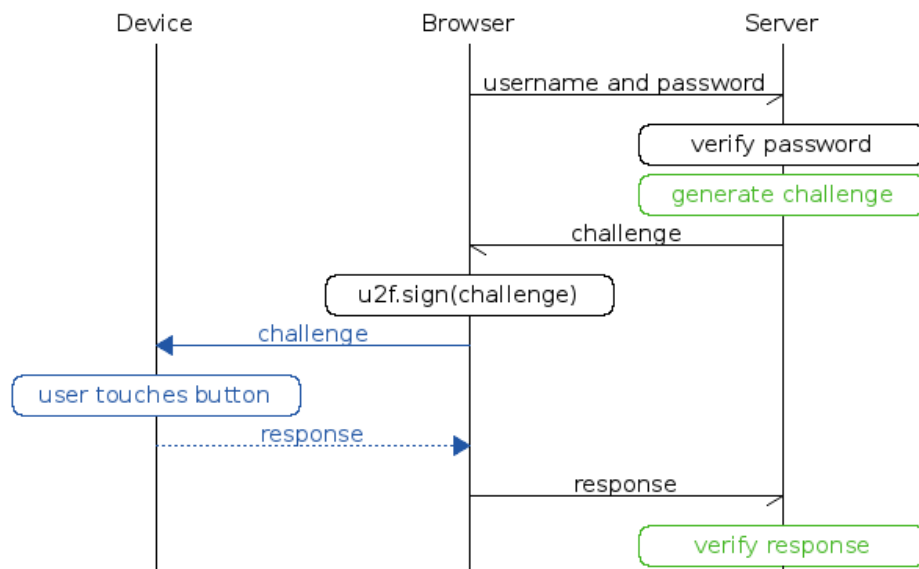 Device Browser Server
username and password
verify password
generate challenge
challenge
u2f.sign(challenge)
challenge
user touches button
response
response
verify response